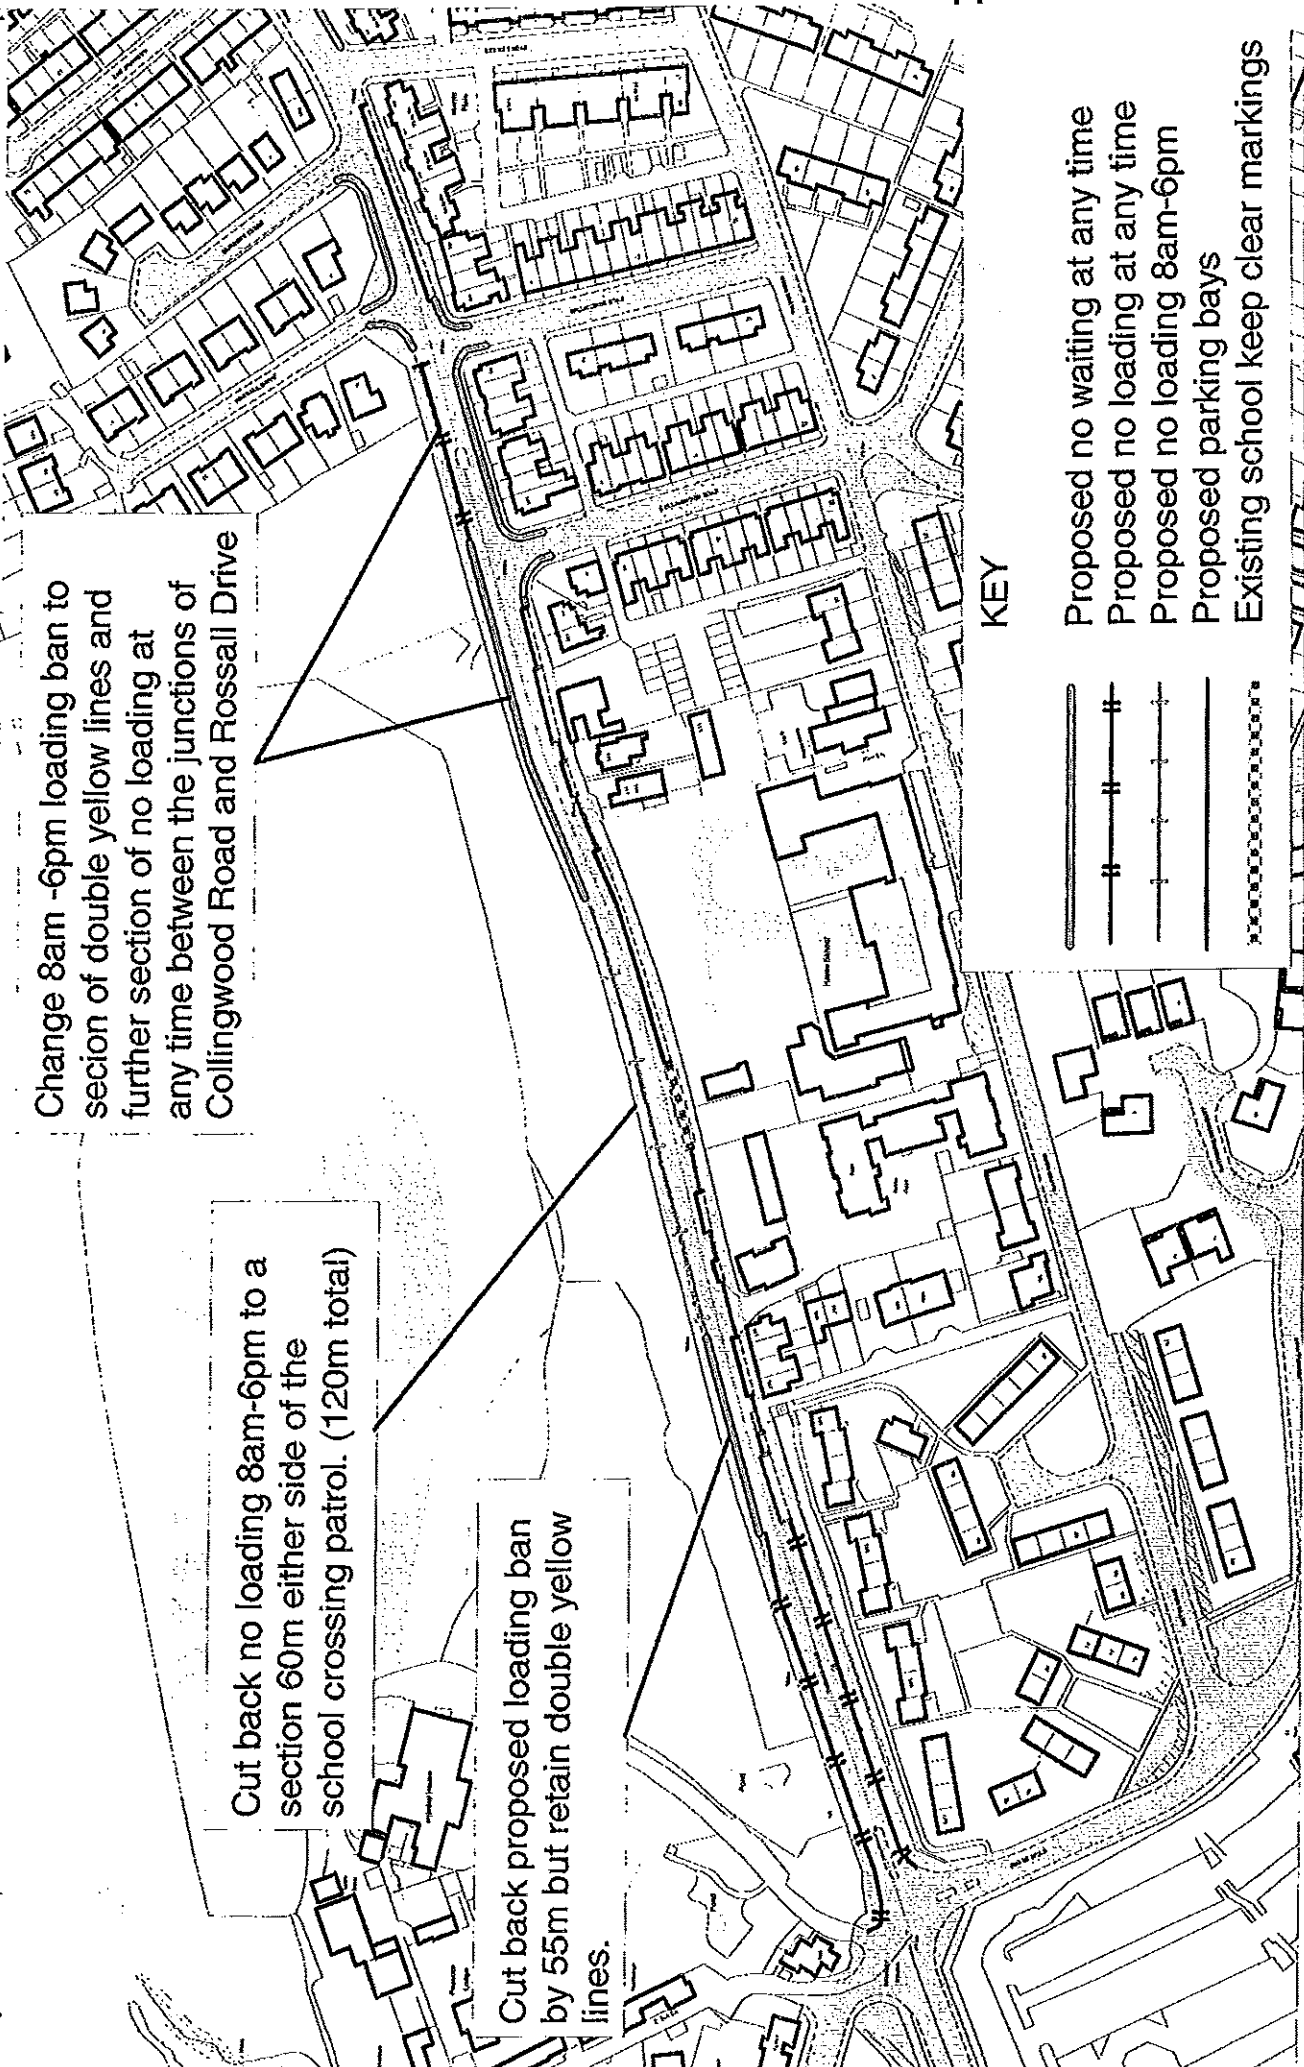 Change 8am -6pm loading ban to
secion of double yellow lines and
further section of no loading at
any time between the junctions of
Collingwood Road and Rossall Drive
Cut back no loading 8am-6pm to a
section 60m either side of the
school crossing patrol. (120m total)
Cut back proposed loading ban
by 55m but retain double yellow
lines.
KEY
Proposed no waiting at any time
Proposed no loading at any time
Proposed no loading 8am-6pm
Proposed parking bays
Existing school keep clear markings
Pond
Pond